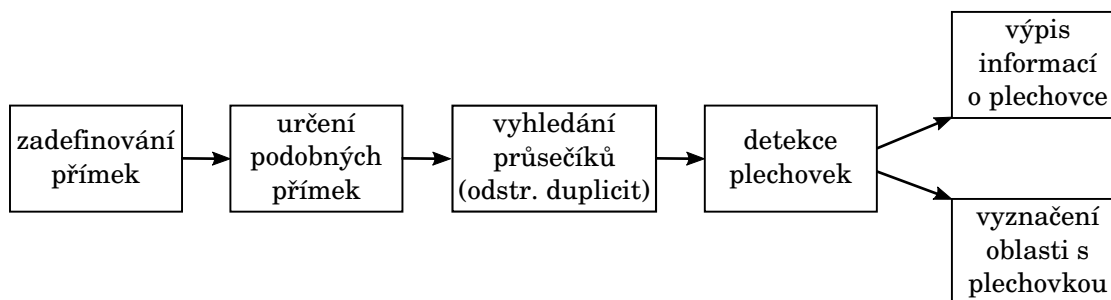 zadefinování
přímek
určení
podobných
přímek
vyhledání
průsečíků
(odstr. duplicit)
detekce
plechovek
výpis
informací
o plechovce
vyznačení
oblasti s
plechovkou